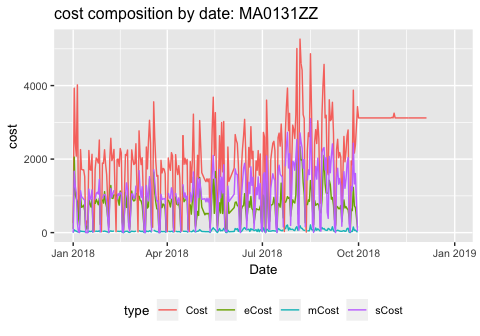 cost composition by date: MA0131ZZ
cost
4000
2000
0
Jan 2018 Apr 2018 Jul 2018 Oct 2018 Jan 2019
Date
type Cost eCost mCost sCost